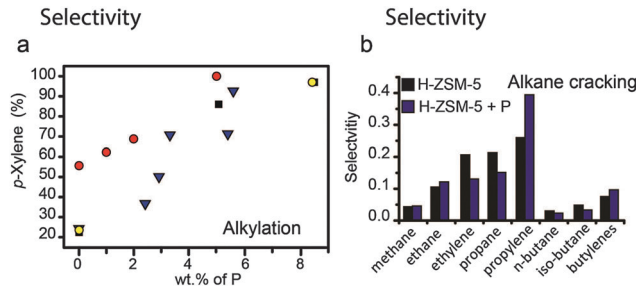 Selectivity
Selectivity
a
b
100
90
80
70
60
50
40
30
20
p-Xylene (%)
Alkylation
0
2
4
6
8
wt.% of P
H-ZSM-5
H-ZSM-5 + P
Alkane cracking
0.4
0.3
0.2
0.1
0.0
Selectvitiy
methane
ethane
ethylene
propane
propylene
n-butane
iso-butane
butylenes